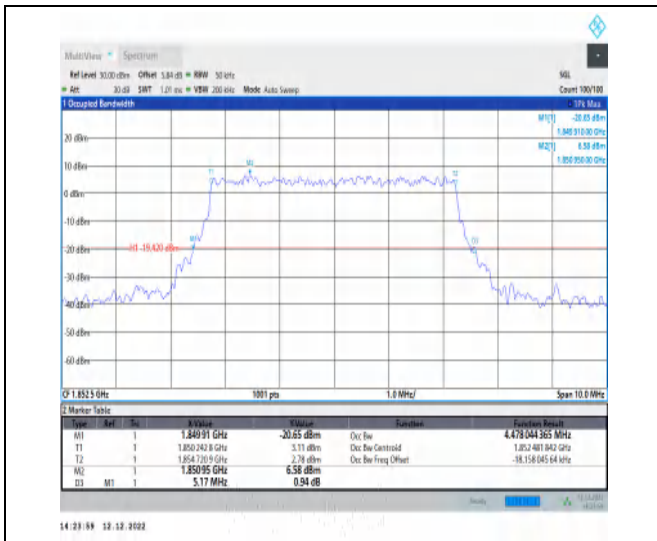 MultiView Spectrum
Ref Level 30.00 dBm Offset 5.84 dB RBW 50 kHz SGL
Att 30 dB SWT 1.01 ms VBW 200 kHz Mode Auto Sweep Count 100/100
1 Occupied Bandwidth 1Pk Max
M1[1] -20.65 dBm
1.849 910 00 GHz
M2[1] 6.58 dBm
1.850 950 00 GHz
20 dBm
10 dBm
T1 M2 T2
0 dBm
-10 dBm
-20 dBm H1 -19.420 dBm M1 D3
-30 dBm
-40 dBm
-50 dBm
-60 dBm
CF 1.852 5 GHz 1001 pts 1.0 MHz/ Span 10.0 MHz
2 Marker Table
Type Ref Trc X-Value Y-Value Function Function Result
M1 1 1.849 91 GHz -20.65 dBm Occ Bw 4.478 044 365 MHz
T1 1 1.850 242 8 GHz 3.11 dBm Occ Bw Centroid 1.852 481 842 GHz
T2 1 1.854 720 9 GHz 2.78 dBm Occ Bw Freq Offset -18.158 045 64 kHz
M2 1 1.850 95 GHz 6.58 dBm
D3 M1 1 5.17 MHz 0.94 dB
Ready
14:23:59 12.12.2022